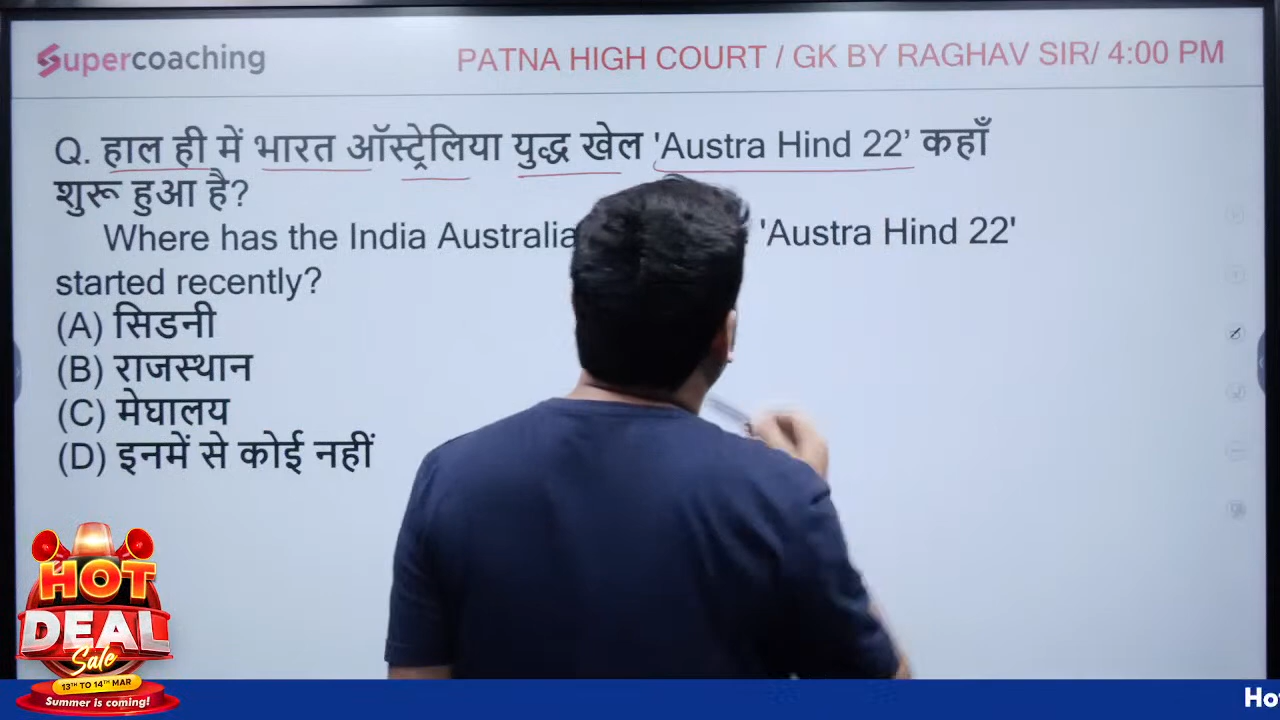 Supercoaching
PATNA HIGH COURT / GK BY RAGHAV SIR/ 4:00 PM
Q. हाल ही में भारत ऑस्ट्रेलिया युद्ध खेल 'Austra Hind 22’ कहाँ
शुरू हुआ है?
Where has the India Australia 'Austra Hind 22'
started recently?
(A) सिडनी
(B) राजस्थान
(C) मेघालय
(D) इनमें से कोई नहीं
HOT
DEAL
Sale
13TH TO 14TH MAR
Summer is coming!